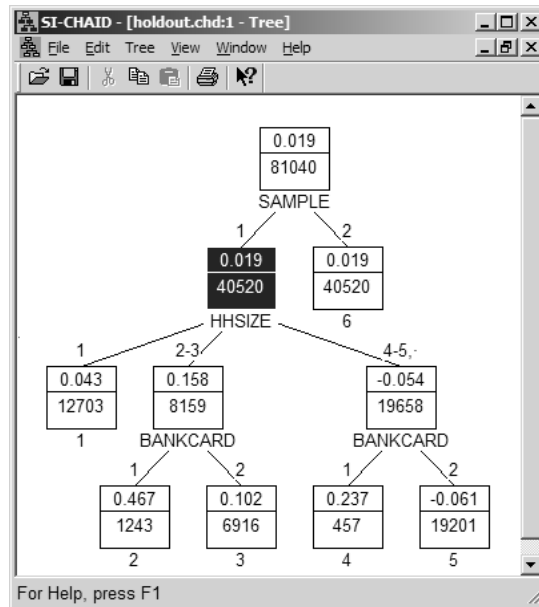 SI-CHAID - [holdout.chd:1 - Tree]
File Edit Tree View Window Help
0.019
81040
SAMPLE
1 2
0.019 0.019
40520 40520
HHSIZE 6
1 2-3 4-5,.
0.043 0.158 -0.054
12703 8159 19658
1 BANKCARD BANKCARD
1 2 1 2
0.467 0.102 0.237 -0.061
1243 6916 457 19201
2 3 4 5
For Help, press F1